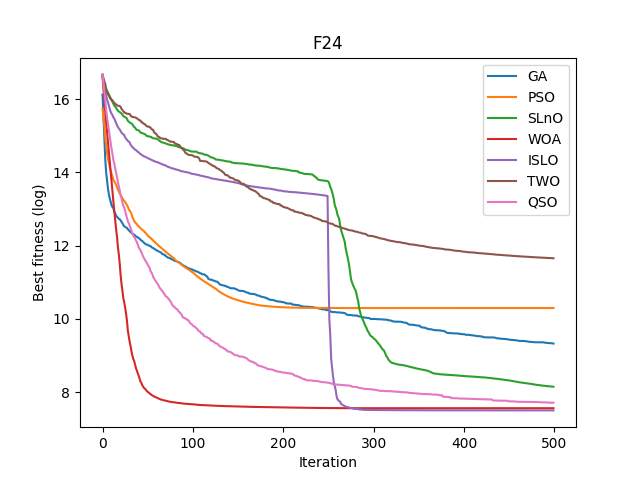 F24
Best fitness (log)
16
14
12
10
8
GA
PSO
SLnO
WOA
ISLO
TWO
QSO
0 100 200 300 400 500
Iteration